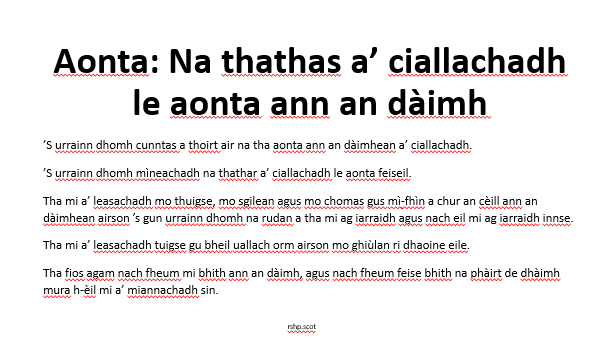 Aonta: Na thathas a’ ciallachadh
le aonta ann an dàimh
’S urrainn dhomh cunntas a thoirt air na tha aonta ann an dàimhean a’ ciallachadh.
’S urrainn dhomh mìneachadh na thathar a’ ciallachadh le aonta feiseil.
Tha mi a’ leasachadh mo thuigse, mo sgilean agus mo chomas gus mì-fhìn a chur an cèill ann an
dàimhean airson ’s gun urrainn dhomh na rudan a tha mi ag iarraidh agus nach eil mi ag iarraidh innse.
Tha mi a’ leasachadh tuigse gu bheil uallach orm airson mo ghiùlan ri dhaoine eile.
Tha fios agam nach fheum mi bhith ann an dàimh, agus nach fheum feise bhith na phàirt de dhàimh
mura h-èil mi a’ miannachadh sin.
rshp.scot